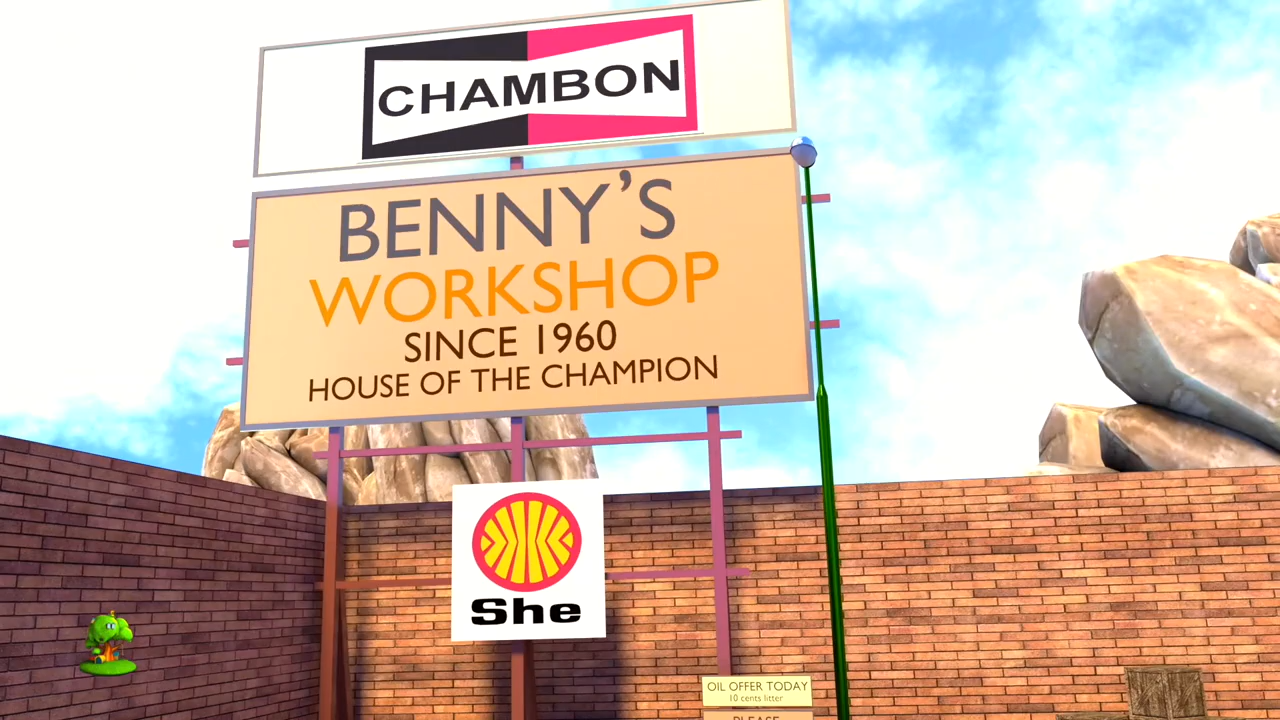 CHAMBON
BENNY'S
WORKSHOP
SINCE 1960
HOUSE OF THE CHAMPION
She
OIL OFFER TODAY
10 cents litter
PLEASE